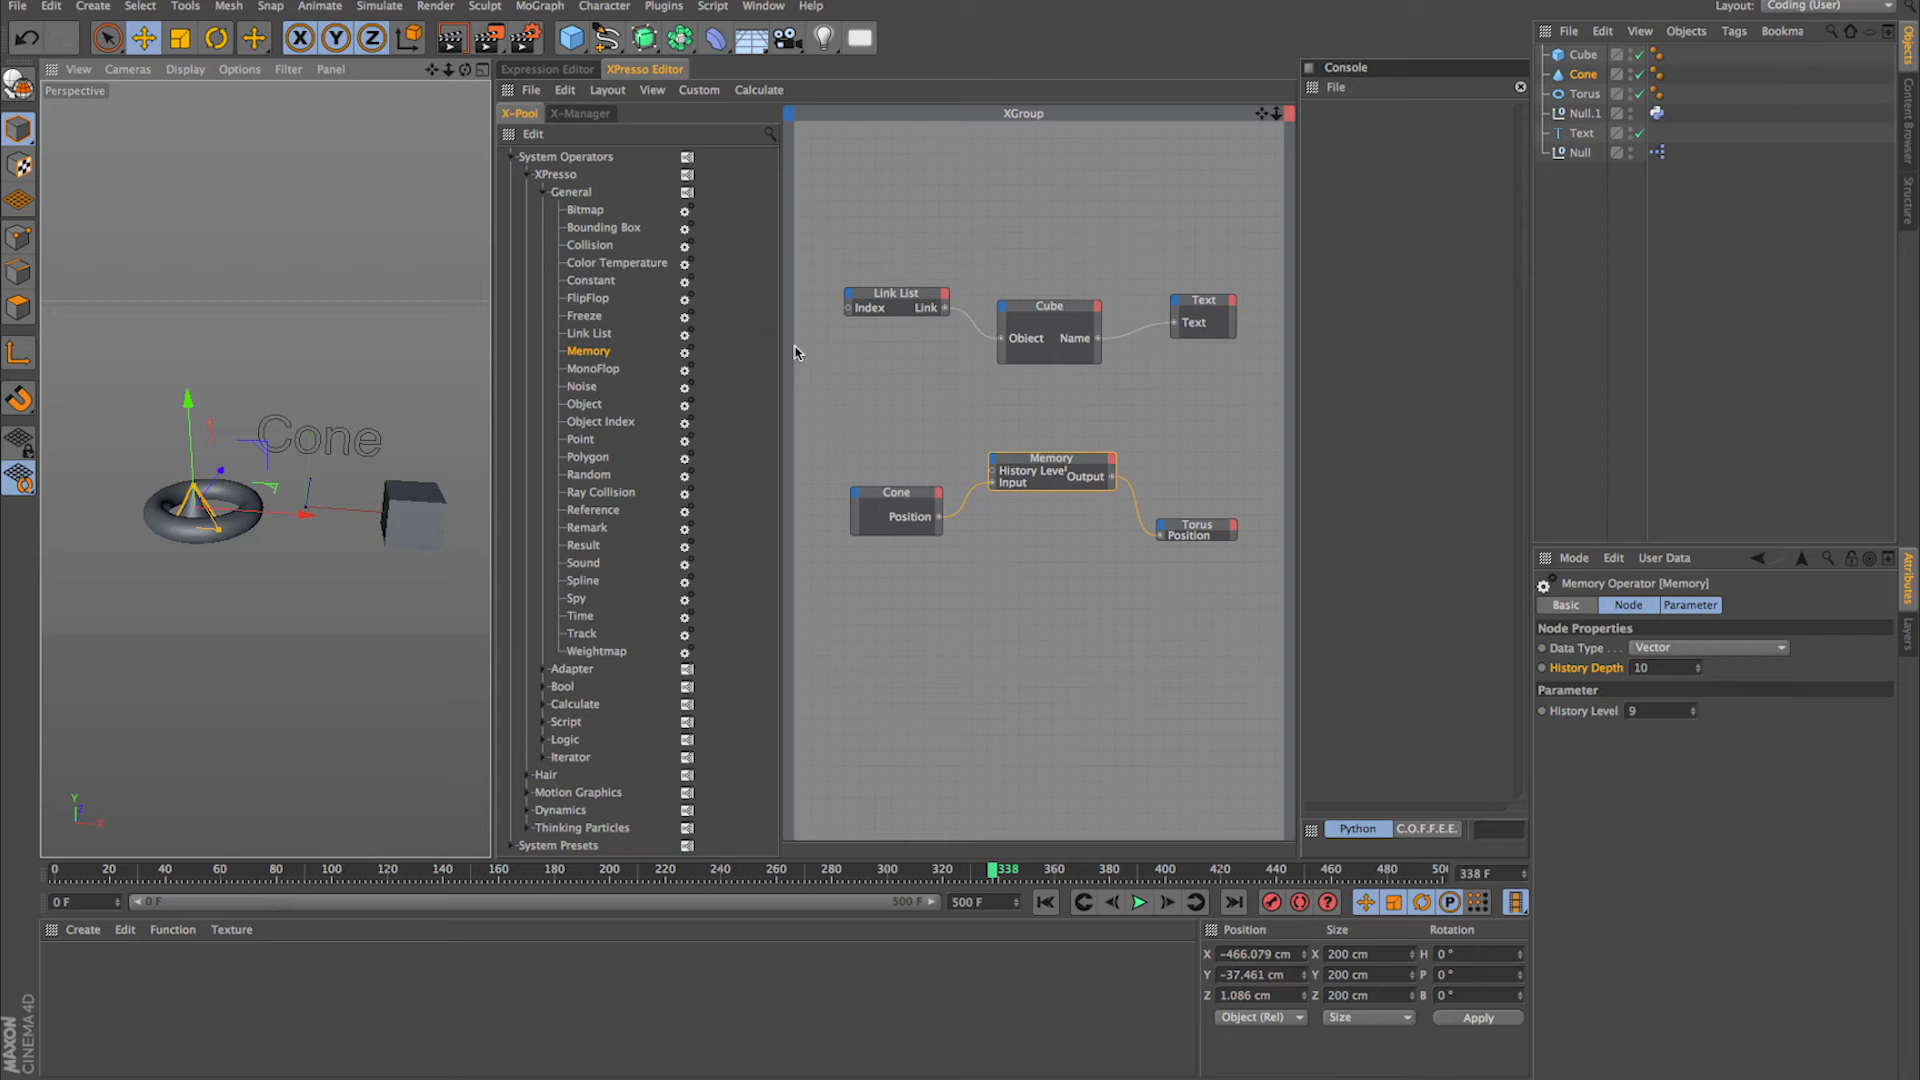 File Edit Create Select Tools Mesh Snap Animate Simulate Render Sculpt MoGraph Character Plugins Script Window Help
Layout: Coding (User)
View Cameras Display Options Filter Panel
Perspective
Cone
Y
X
Expression Editor XPresso Editor
File Edit Layout View Custom Calculate
X-Pool X-Manager
Edit
System Operators
XPresso
General
Bitmap
Bounding Box
Collision
Color Temperature
Constant
FlipFlop
Freeze
Link List
Memory
MonoFlop
Noise
Object
Object Index
Point
Polygon
Random
Ray Collision
Reference
Remark
Result
Sound
Spline
Spy
Time
Track
Weightmap
Adapter
Bool
Calculate
Script
Logic
Iterator
Hair
Motion Graphics
Dynamics
Thinking Particles
System Presets
XGroup
Link List
Index Link
Cube
Object Name
Text
Text
Memory
History Level
Input Output
Cone
Position
Torus
Position
Console
File
Python C.O.F.F.E.E.
File Edit View Objects Tags Bookma
Cube
Cone
Torus
Null.1
Text
Null
Objects
Content Browser
Structure
Mode Edit User Data
Memory Operator [Memory]
Basic Node Parameter
Node Properties
Data Type . . . Vector
History Depth 10
Parameter
History Level 9
Attributes
Layers
0 20 40 60 80 100 120 140 160 180 200 220 240 260 280 300 320 338 360 380 400 420 440 460 480 500 338 F
0 F 0 F 500 F 500 F
Create Edit Function Texture
Position Size Rotation
X -466.079 cm X 200 cm H 0 °
Y -37.461 cm Y 200 cm P 0 °
Z 1.086 cm Z 200 cm B 0 °
Object (Rel) Size Apply
MAXON
CINEMA 4D